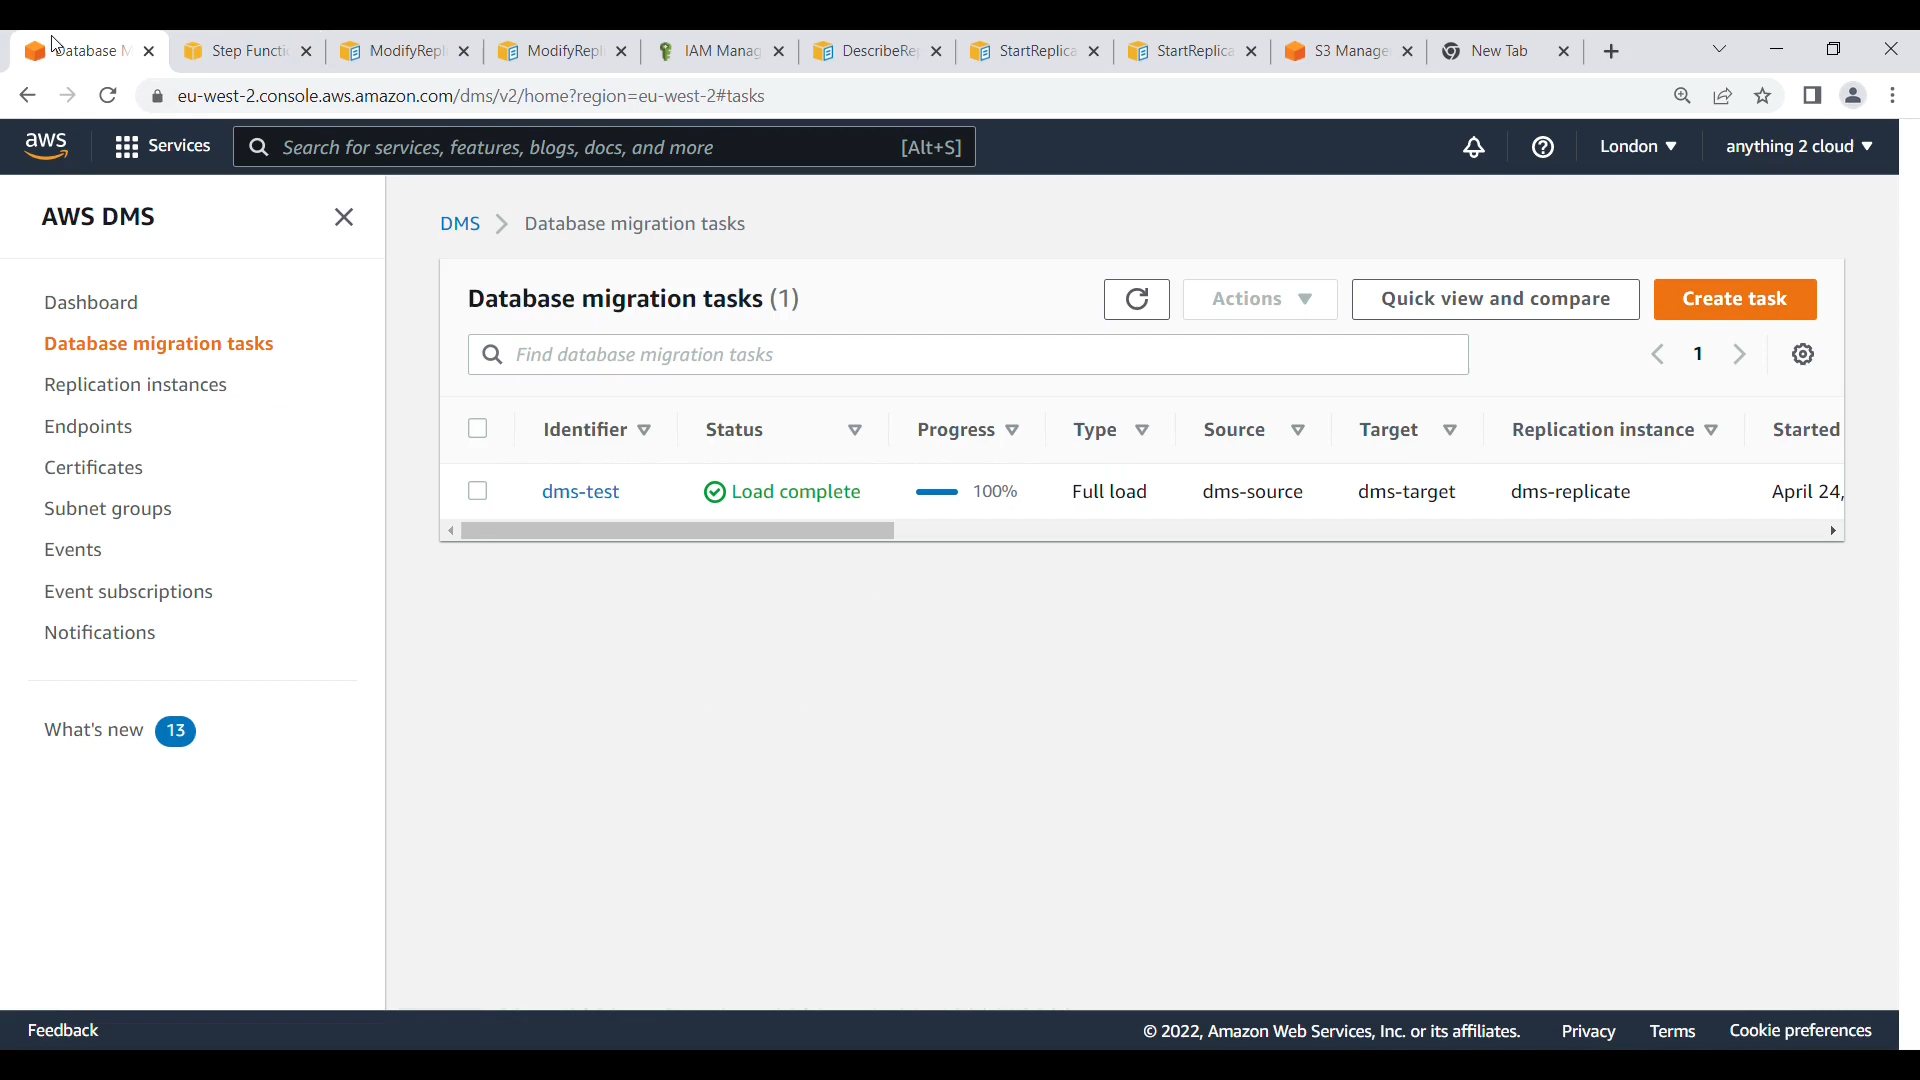 Database M
Step Functi
ModifyRepl
ModifyRepli
IAM Manag
DescribeRep
StartReplica
StartReplica
S3 Manage
New Tab
eu-west-2.console.aws.amazon.com/dms/v2/home?region=eu-west-2#tasks
aws
Services
Search for services, features, blogs, docs, and more
[Alt+S]
London
anything 2 cloud
AWS DMS
Dashboard
Database migration tasks
Replication instances
Endpoints
Certificates
Subnet groups
Events
Event subscriptions
Notifications
What's new 13
DMS > Database migration tasks
Database migration tasks (1)
Actions
Quick view and compare
Create task
Find database migration tasks
1
Identifier Status Progress Type Source Target Replication instance Started
dms-test Load complete 100% Full load dms-source dms-target dms-replicate April 24,
Feedback
© 2022, Amazon Web Services, Inc. or its affiliates. Privacy Terms Cookie preferences